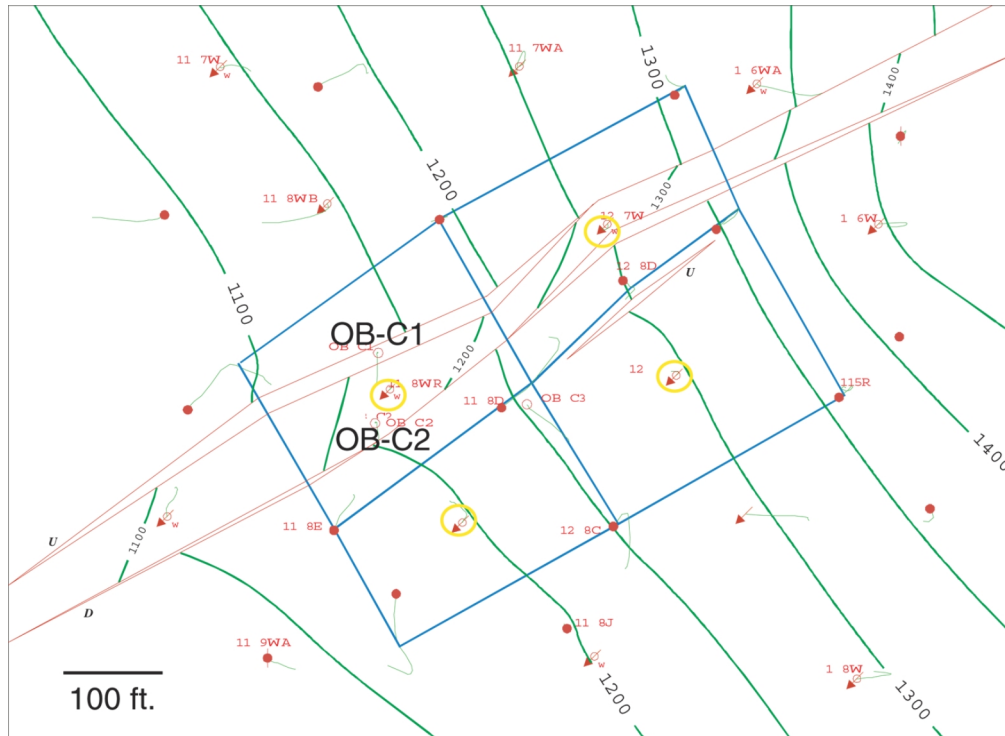 11 7W
w
11 7WA
1300
1 6WA
w
1400
1200
11 8WB
w
1300
12 7W
w
1 6W
12 8D
U
1100
OB-C1
OB C1
1200
11 8WR
w
12
115R
11 8D
OB C3
C2
OB C2
OB-C2
1400
11 8E
12 8C
w
1100
U
D
11 8J
11 9WA
w
1 8W
w
1200
1300
100 ft.